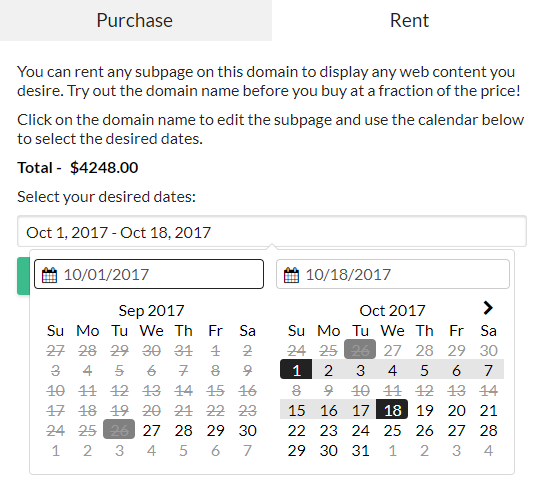 Purchase Rent
You can rent any subpage on this domain to display any web content you
desire. Try out the domain name before you buy at a fraction of the price!
Click on the domain name to edit the subpage and use the calendar below
to select the desired dates.
Total - $4248.00
Select your desired dates:
Oct 1, 2017 - Oct 18, 2017
10/01/2017 10/18/2017
Sep 2017
Su Mo Tu We Th Fr Sa
27 28 29 30 31 1 2
3 4 5 6 7 8 9
10 11 12 13 14 15 16
17 18 19 20 21 22 23
24 25 26 27 28 29 30
1 2 3 4 5 6 7
Oct 2017
Su Mo Tu We Th Fr Sa
24 25 26 27 28 29 30
1 2 3 4 5 6 7
8 9 10 11 12 13 14
15 16 17 18 19 20 21
22 23 24 25 26 27 28
29 30 31 1 2 3 4